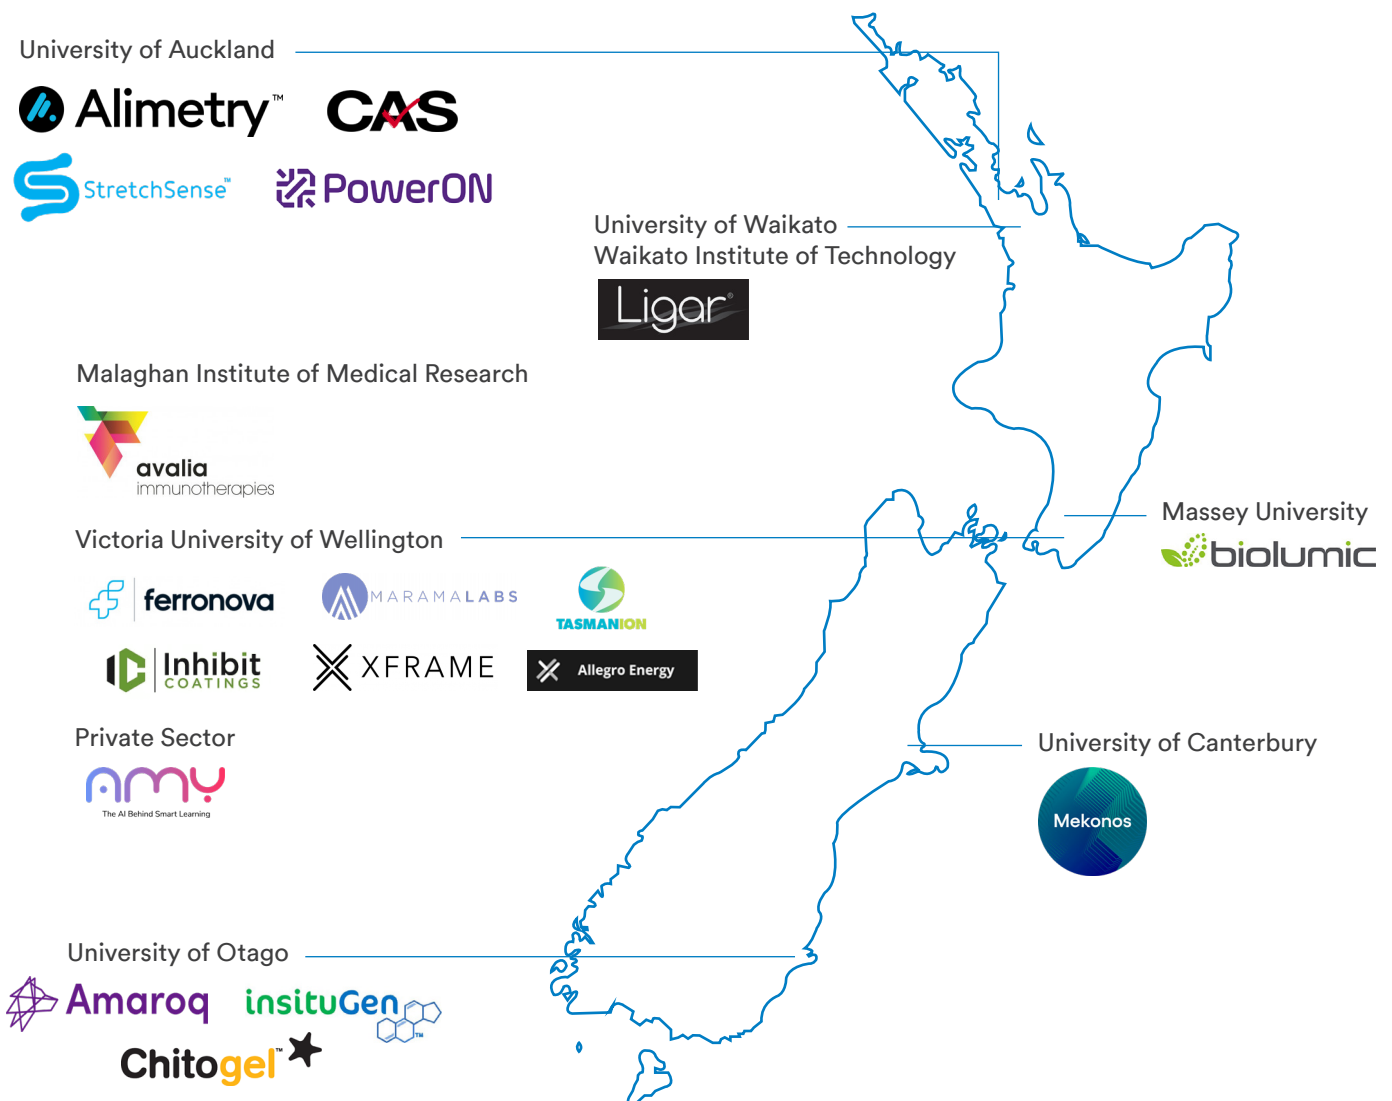 University of Auckland
Alimetry™
CAS
StretchSense™
PowerON
University of Waikato
Waikato Institute of Technology
Ligar®
Malaghan Institute of Medical Research
avalia
immunotherapies
Massey University
biolumic
Victoria University of Wellington
ferronova
MARAMALABS
TASMANION
Inhibit
COATINGS
XFRAME
Allegro Energy
Private Sector
AMY
The AI Behind Smart Learning
University of Canterbury
Mekonos
University of Otago
Amaroq
insituGen™
Chitogel™